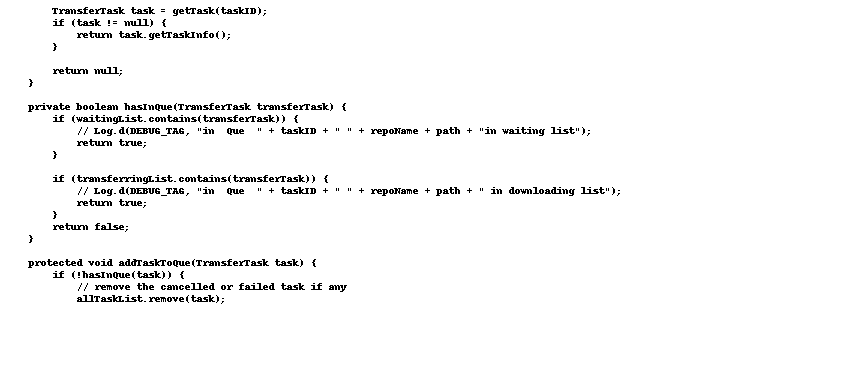 TransferTask task = getTask(taskID);
if (task != null) {
return task.getTaskInfo();
}
return null;
}
private boolean hasInQue(TransferTask transferTask) {
if (waitingList.contains(transferTask)) {
// Log.d(DEBUG_TAG, "in  Que  " + taskID + " " + repoName + path + "in waiting list");
return true;
}
if (transferringList.contains(transferTask)) {
// Log.d(DEBUG_TAG, "in  Que  " + taskID + " " + repoName + path + " in downloading list");
return true;
}
return false;
}
protected void addTaskToQue(TransferTask task) {
if (!hasInQue(task)) {
// remove the cancelled or failed task if any
allTaskList.remove(task);